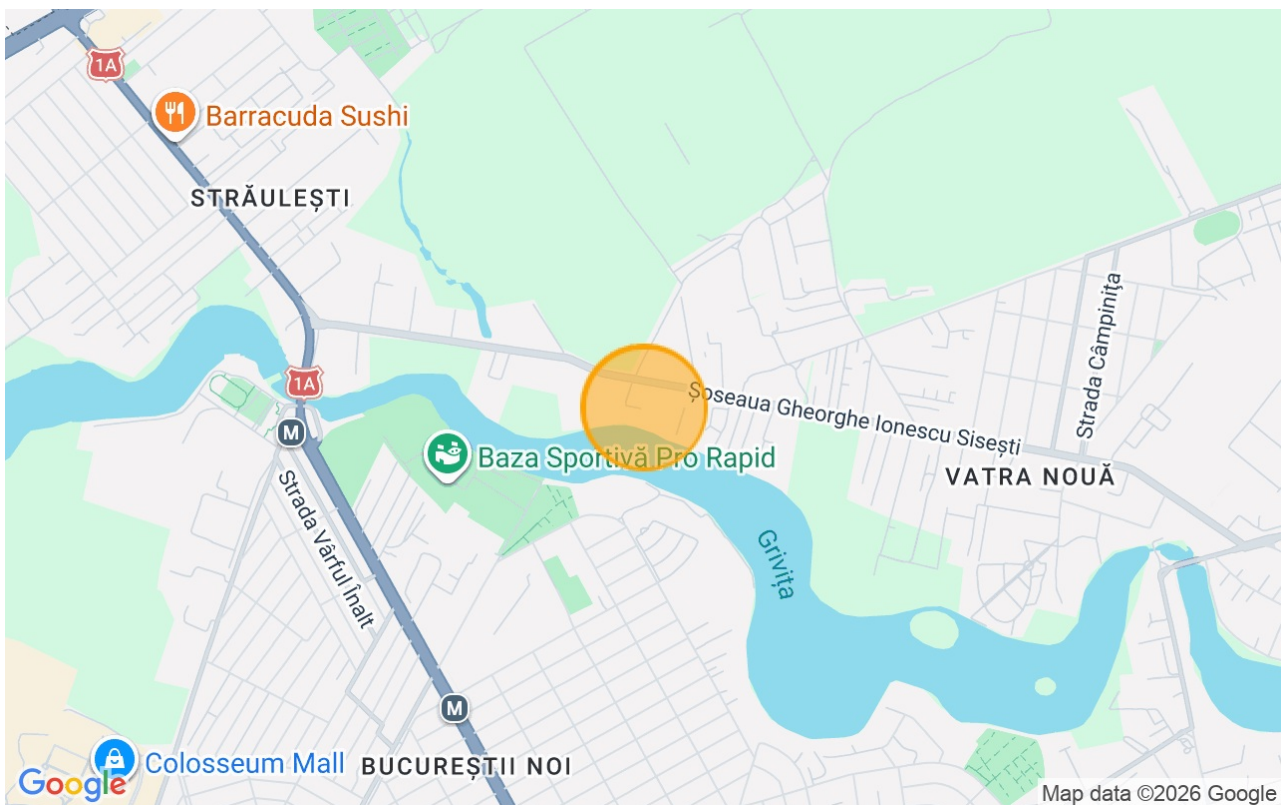 1A
Barracuda Sushi
STRĂULEȘTI
Strada Câmpinița
1A
Șoseaua Gheorghe Ionescu Sisești
M
Baza Sportivă Pro Rapid
VATRA NOUĂ
Strada Vârful Înalt
Grivița
M
Colosseum Mall
BUCUREȘTII NOI
Google
Map data ©2026 Google